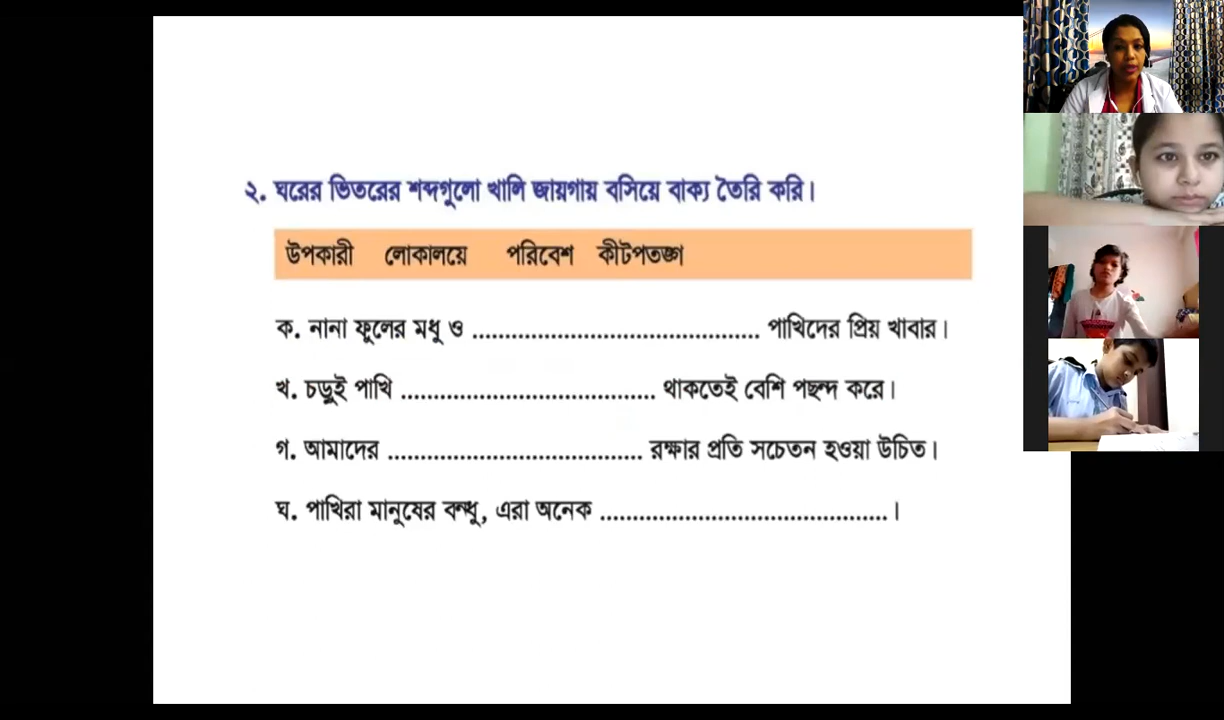 ২. ঘরের ভিতরের শব্দগুলো খালি জায়গায় বসিয়ে বাক্য তৈরি করি।
উপকারী লোকালয়ে পরিবেশ কীটপতঙ্গ
ক. নানা ফুলের মধু ও ............................................ পাখিদের প্রিয় খাবার।
খ. চড়ুই পাখি ....................................... থাকতেই বেশি পছন্দ করে।
গ. আমাদের ....................................... রক্ষার প্রতি সচেতন হওয়া উচিত।
ঘ. পাখিরা মানুষের বন্ধু, এরা অনেক ............................................।